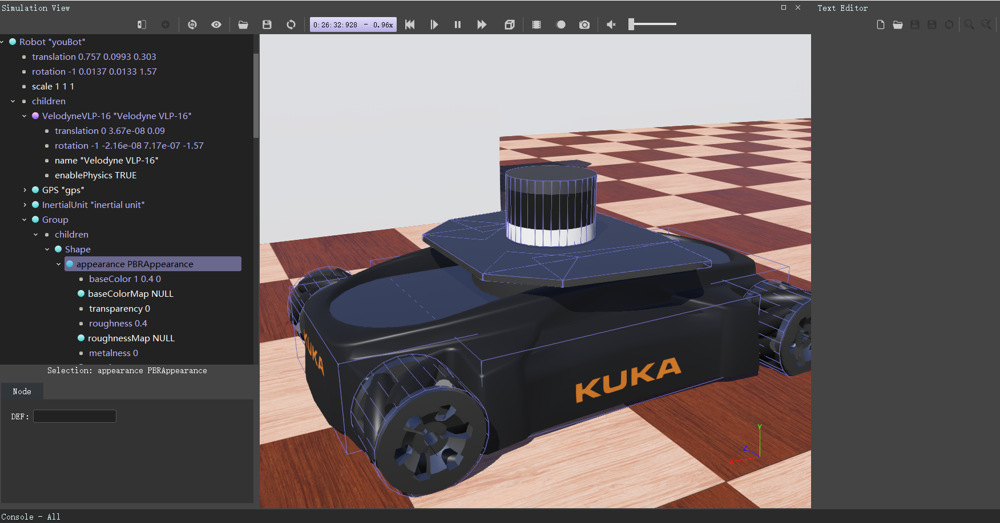 Simulation View
Text Editor
0:26:32:928 - 0.96x
Robot "youBot"
translation 0.757 0.0993 0.303
rotation -1 0.0137 0.0133 1.57
scale 1 1 1
children
VelodyneVLP-16 "Velodyne VLP-16"
translation 0 3.67e-08 0.09
rotation -1 -2.16e-08 7.17e-07 -1.57
name "Velodyne VLP-16"
enablePhysics TRUE
GPS "gps"
InertialUnit "inertial unit"
Group
children
Shape
appearance PBRAppearance
baseColor 1 0.4 0
baseColorMap NULL
transparency 0
roughness 0.4
roughnessMap NULL
metalness 0
Selection: appearance PBRAppearance
Node
DEF:
KUKA
KUKA
Y
Z
X
Console - All